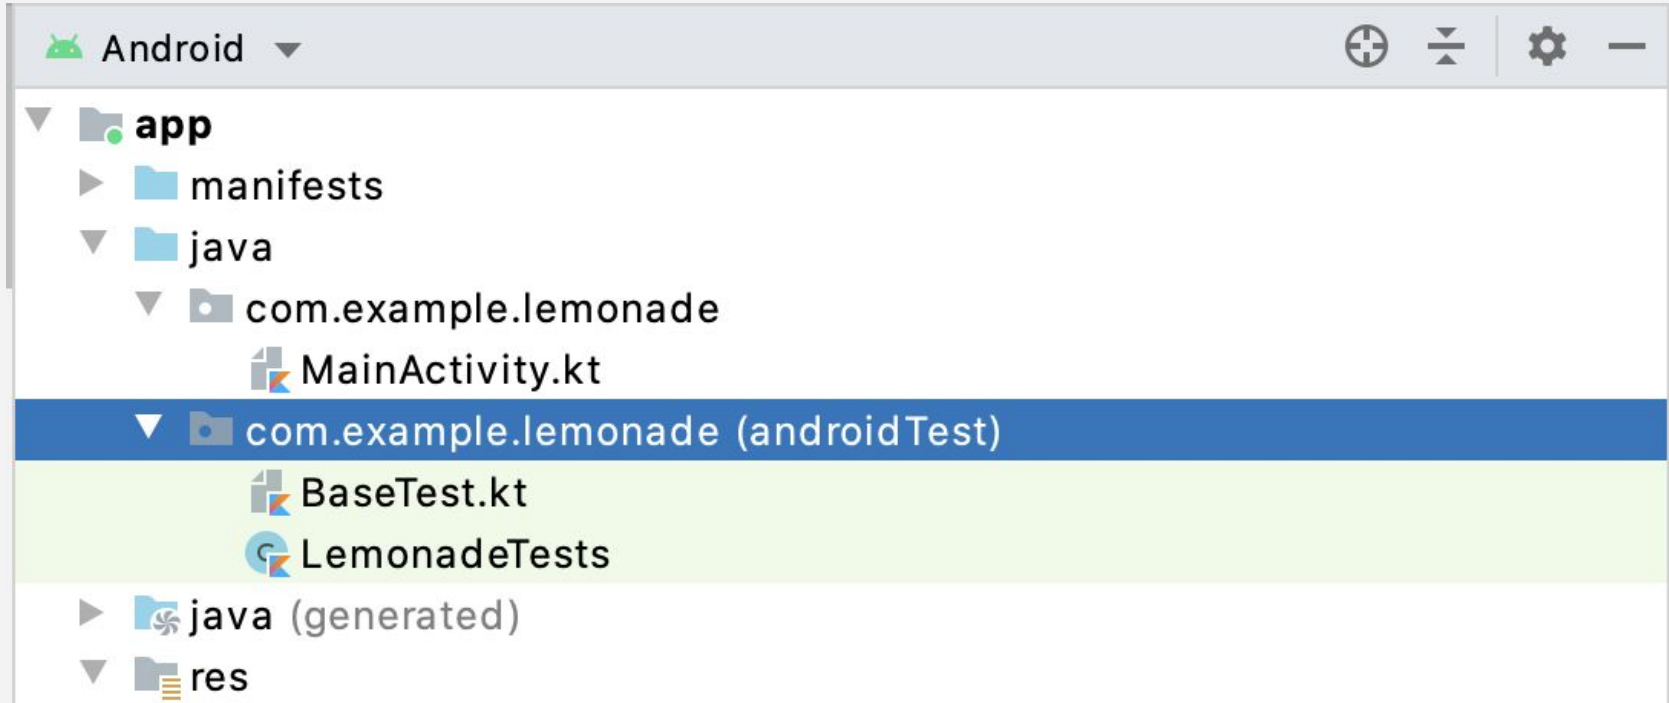 Android
app
manifests
java
com.example.lemonade
MainActivity.kt
com.example.lemonade (androidTest)
BaseTest.kt
LemonadeTests
java (generated)
res